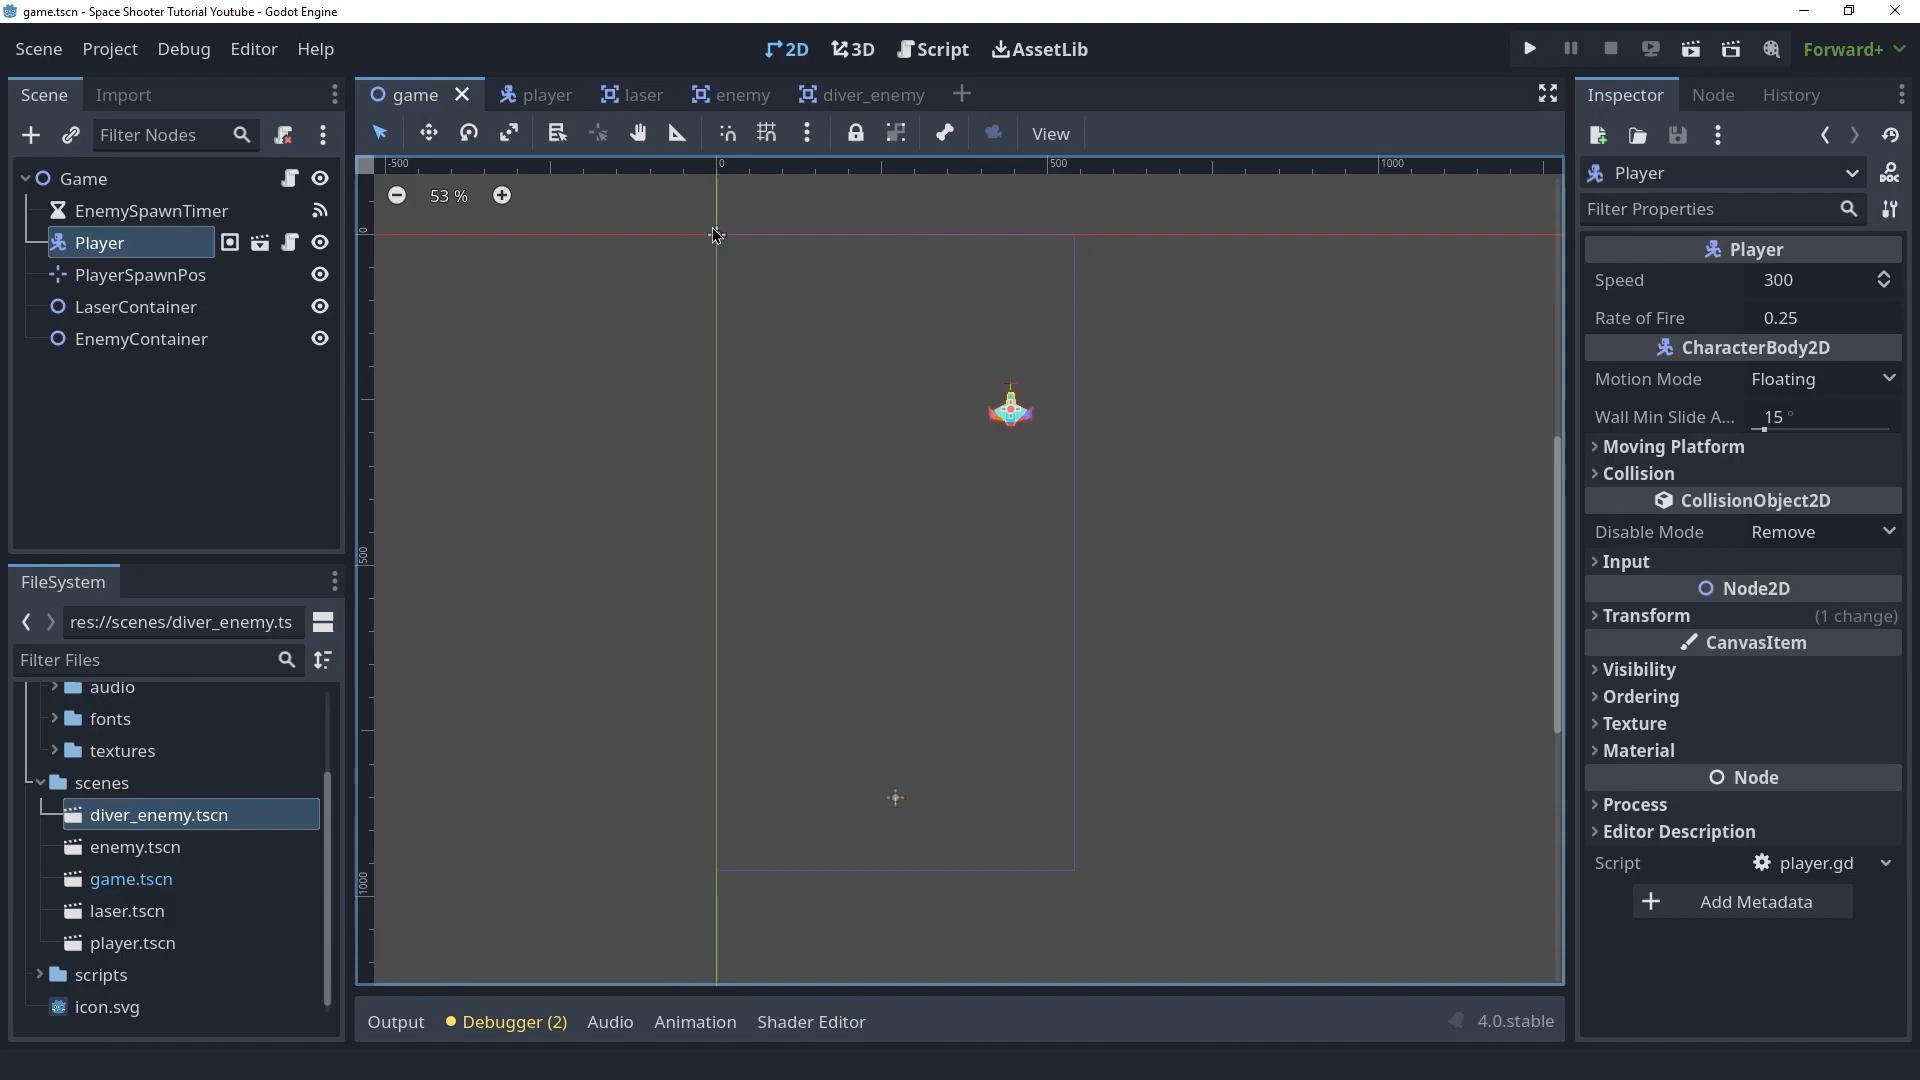 game.tscn - Space Shooter Tutorial Youtube - Godot Engine
Scene Project Debug Editor Help
2D 3D Script AssetLib
Forward+
Scene Import
Filter Nodes
Game
EnemySpawnTimer
Player
PlayerSpawnPos
LaserContainer
EnemyContainer
FileSystem
res://scenes/diver_enemy.ts
Filter Files
audio
fonts
textures
scenes
diver_enemy.tscn
enemy.tscn
game.tscn
laser.tscn
player.tscn
scripts
icon.svg
game player laser enemy diver_enemy
View
-500 0 500 1000
53 %
0
500
1000
Output Debugger (2) Audio Animation Shader Editor
4.0.stable
Inspector Node History
Player
Filter Properties
Player
Speed 300
Rate of Fire 0.25
CharacterBody2D
Motion Mode Floating
Wall Min Slide A... 15 °
Moving Platform
Collision
CollisionObject2D
Disable Mode Remove
Input
Node2D
Transform (1 change)
CanvasItem
Visibility
Ordering
Texture
Material
Node
Process
Editor Description
Script player.gd
Add Metadata